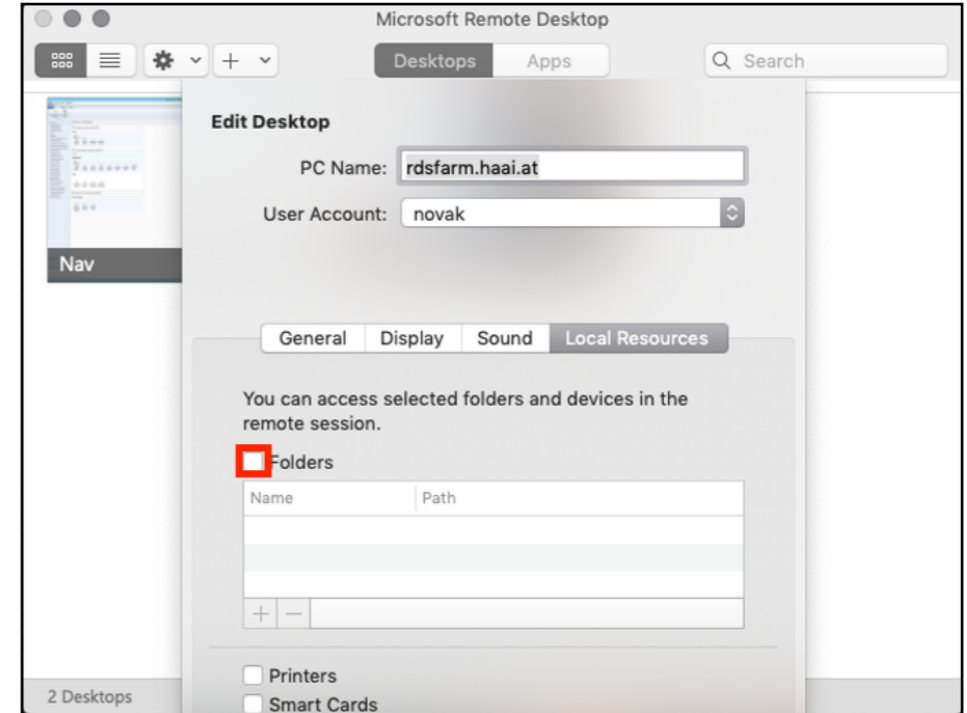 Microsoft Remote Desktop
Desktops Apps Search
Edit Desktop
PC Name: rdsfarm.haai.at
User Account: novak
Nav
General Display Sound Local Resources
You can access selected folders and devices in the
remote session.
Folders
Name Path
Printers
2 Desktops
Smart Cards